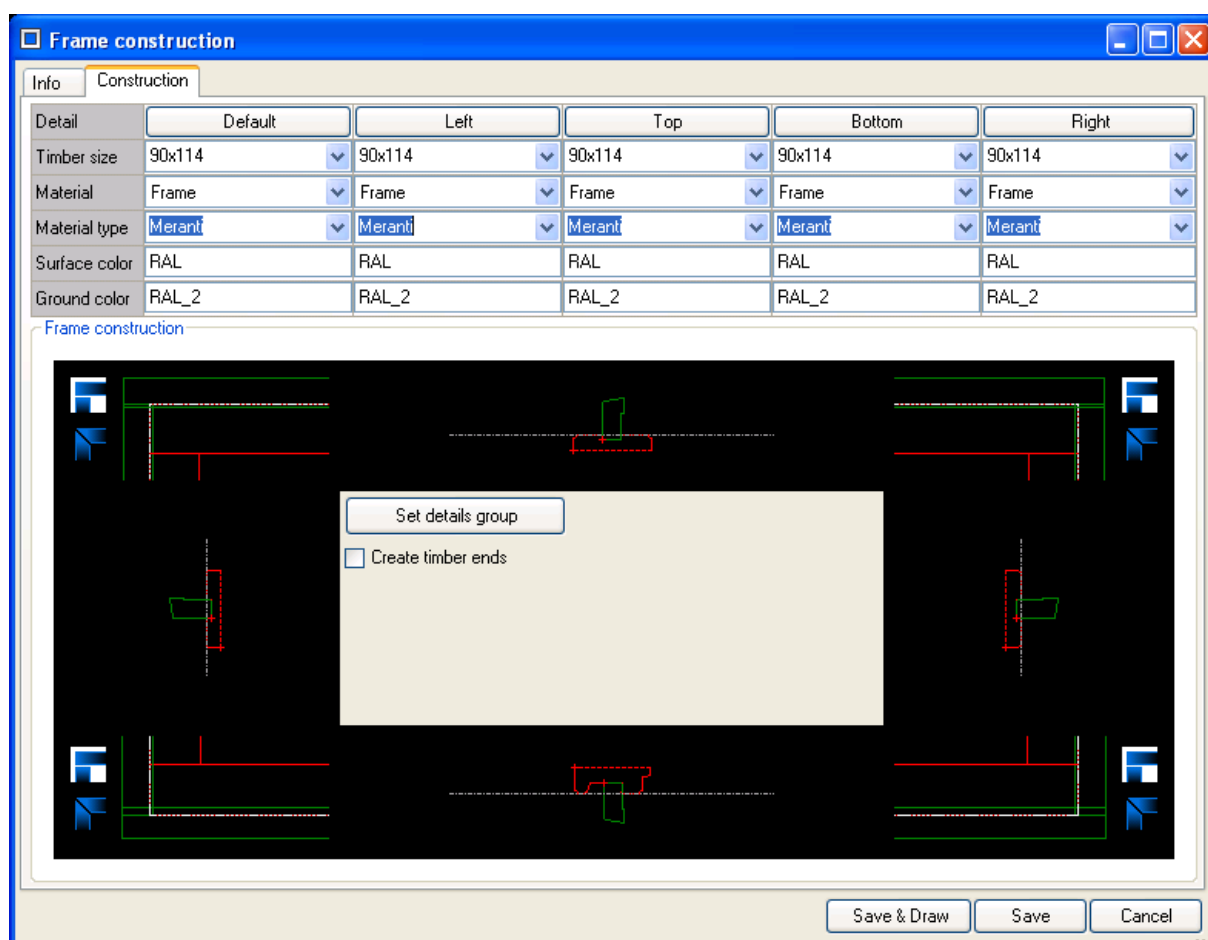 Frame construction
Info Construction
Detail Default Left Top Bottom Right
Timber size 90x114 90x114 90x114 90x114 90x114
Material Frame Frame Frame Frame Frame
Material type Meranti Meranti Meranti Meranti Meranti
Surface color RAL RAL RAL RAL RAL
Ground color RAL_2 RAL_2 RAL_2 RAL_2 RAL_2
Frame construction
Set details group
Create timber ends
Save & Draw Save Cancel